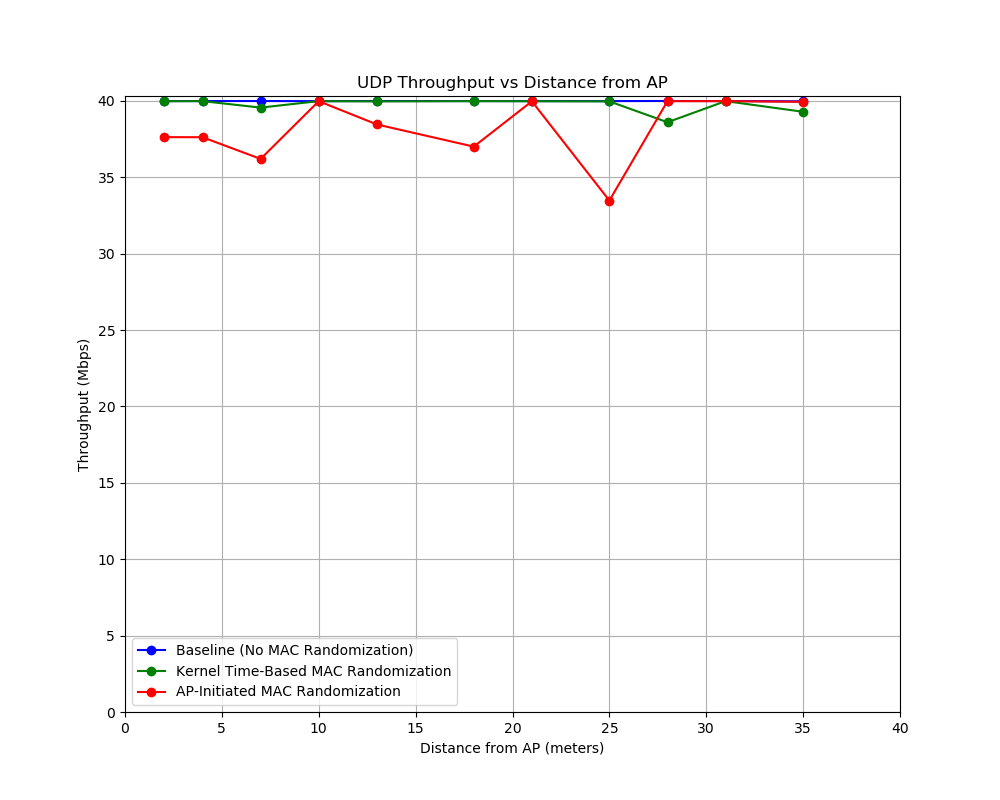 UDP Throughput vs Distance from AP
Throughput (Mbps)
40
35
30
25
20
15
10
5
0
Baseline (No MAC Randomization)
Kernel Time-Based MAC Randomization
AP-Initiated MAC Randomization
0 5 10 15 20 25 30 35 40
Distance from AP (meters)